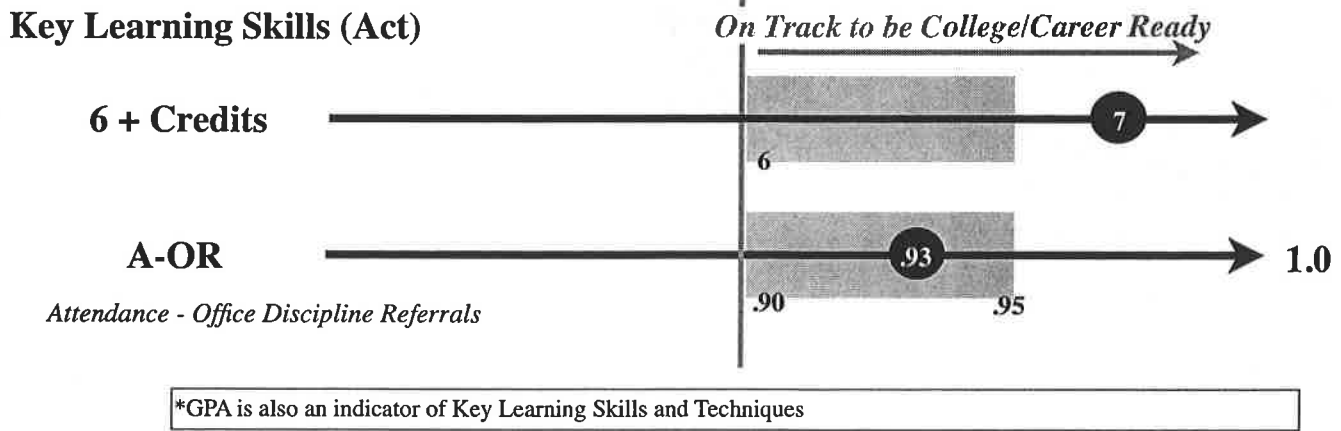 Key Learning Skills (Act)
On Track to be College/Career Ready
6 + Credits
7
6
A-OR
.93
1.0
.90
.95
Attendance - Office Discipline Referrals
*GPA is also an indicator of Key Learning Skills and Techniques